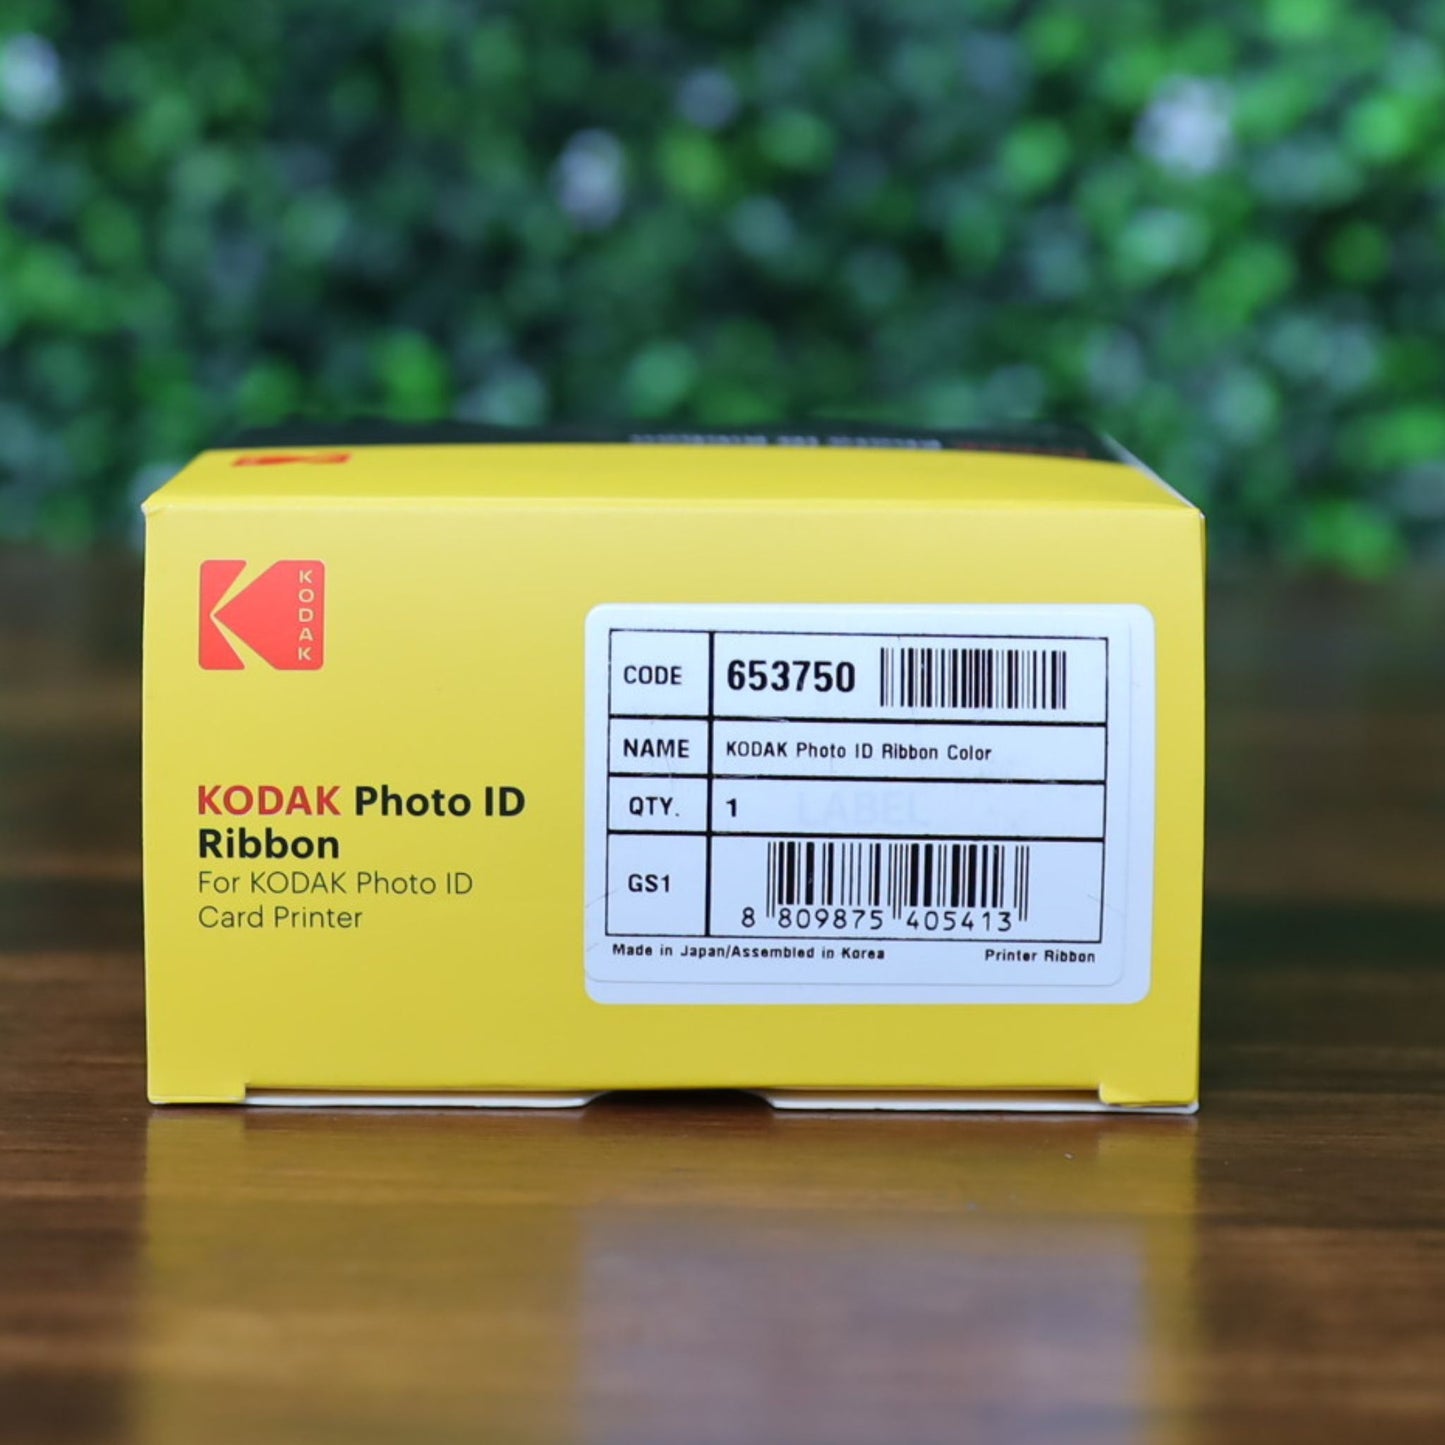 KODAK
KODAK Photo ID
Ribbon
For KODAK Photo ID
Card Printer
CODE 653750
NAME KODAK Photo ID Ribbon Color
QTY. 1
LABEL
GS1
8 809875 405413
Made in Japan/Assembled in Korea Printer Ribbon